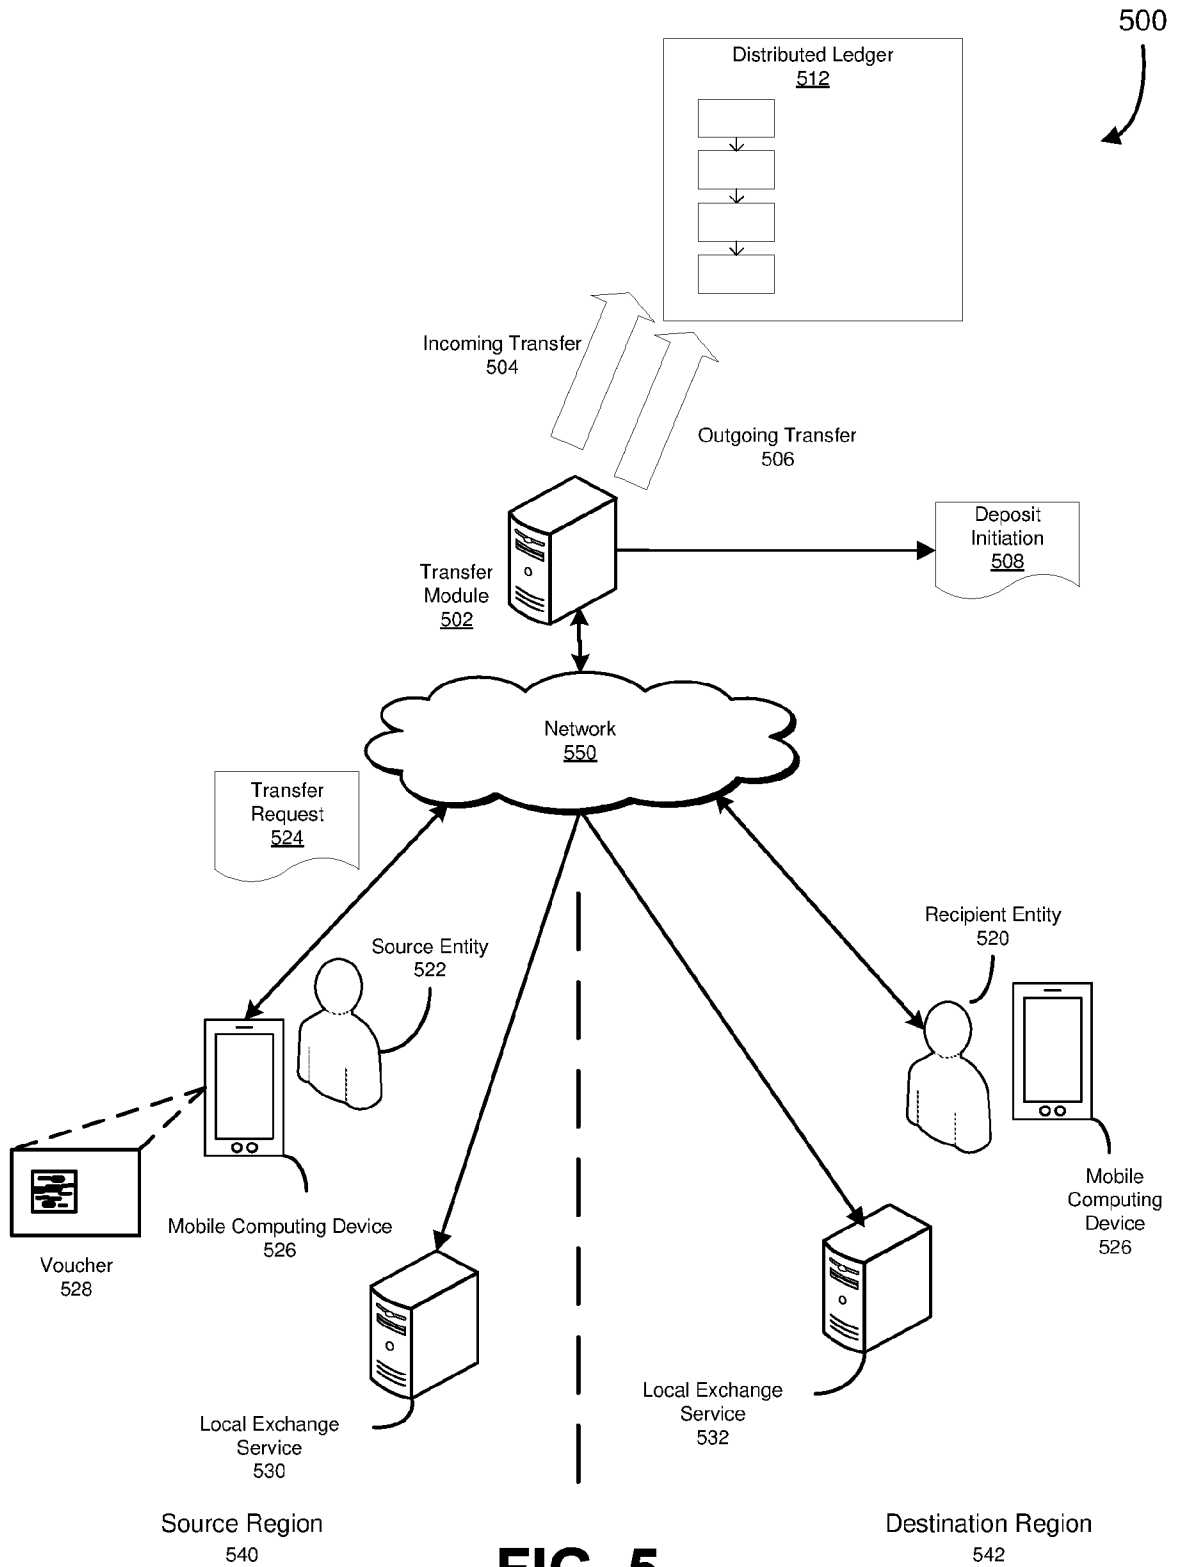 500
Distributed Ledger
512
Incoming Transfer
504
Outgoing Transfer
506
Deposit
Initiation
508
Transfer
Module
502
Network
550
Transfer
Request
524
Source Entity
522
Recipient Entity
520
Mobile Computing Device
526
Voucher
528
Mobile
Computing
Device
526
Local Exchange
Service
530
Local Exchange
Service
532
Source Region
540
Destination Region
542
FIG. 5